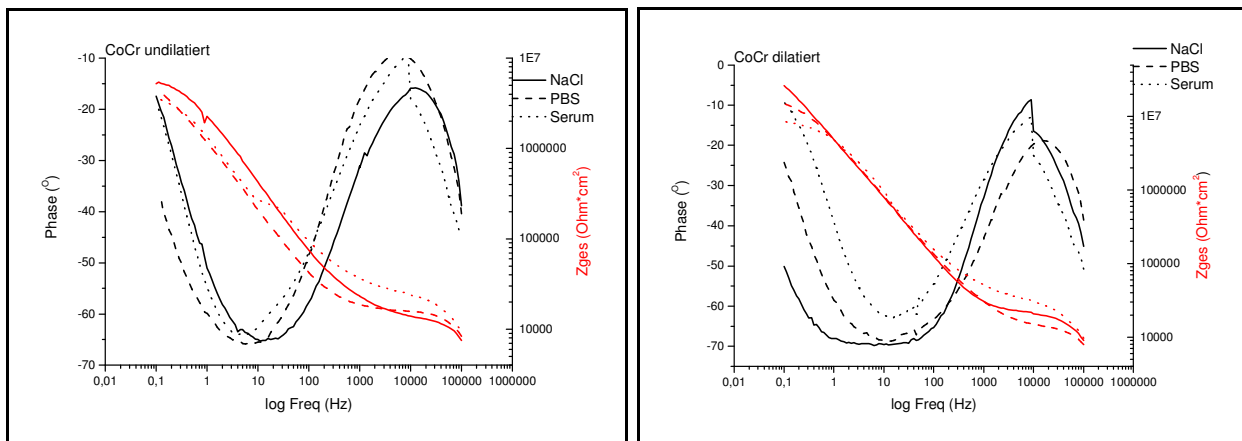 CoCr undilatiert
NaCl
PBS
Serum
-10
-20
-30
-40
-50
-60
-70
Phase (°)
1E7
1000000
100000
10000
Zges (Ohm*cm²)
0,01 0,1 1 10 100 1000 10000 100000 1000000
log Freq (Hz)
CoCr dilatiert
NaCl
PBS
Serum
0
-10
-20
-30
-40
-50
-60
-70
Phase (°)
1E7
1000000
100000
10000
Zges (Ohm*cm²)
0,01 0,1 1 10 100 1000 10000 100000 1000000
log Freq (Hz)